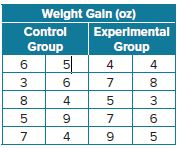 Weight Gain (oz)
Control Group Experimental Group
6 5 4 4
3 6 7 8
8 4 5 3
5 9 7 6
7 4 9 5